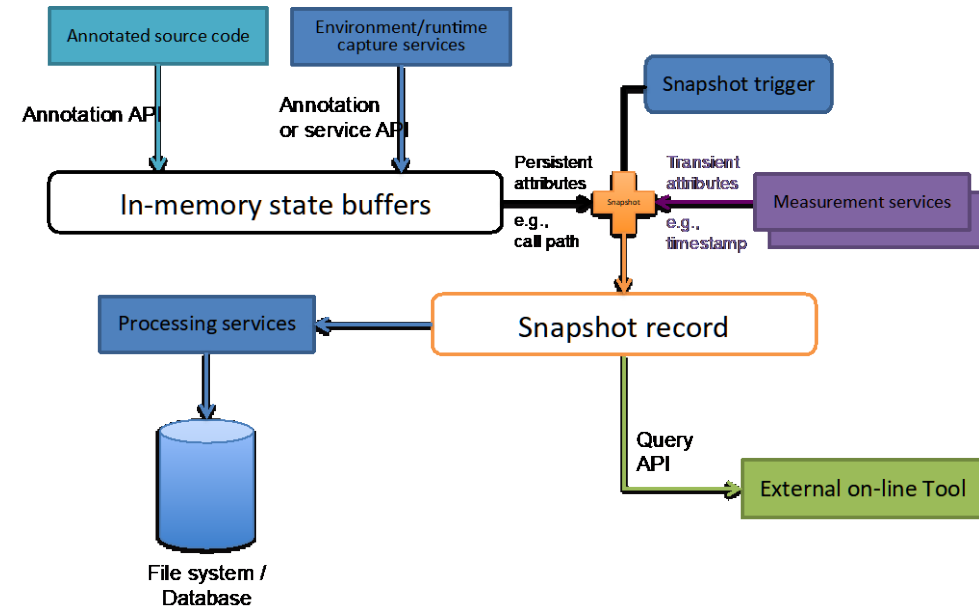 Annotated source code
Environment/runtime
capture services
Snapshot trigger
Annotation API
Annotation
or service API
Persistent
attributes
Transient
attributes
In-memory state buffers
Snapshot
Measurement services
e.g.,
call path
e.g.,
timestamp
Processing services
Snapshot record
Query
API
External on-line Tool
File system /
Database